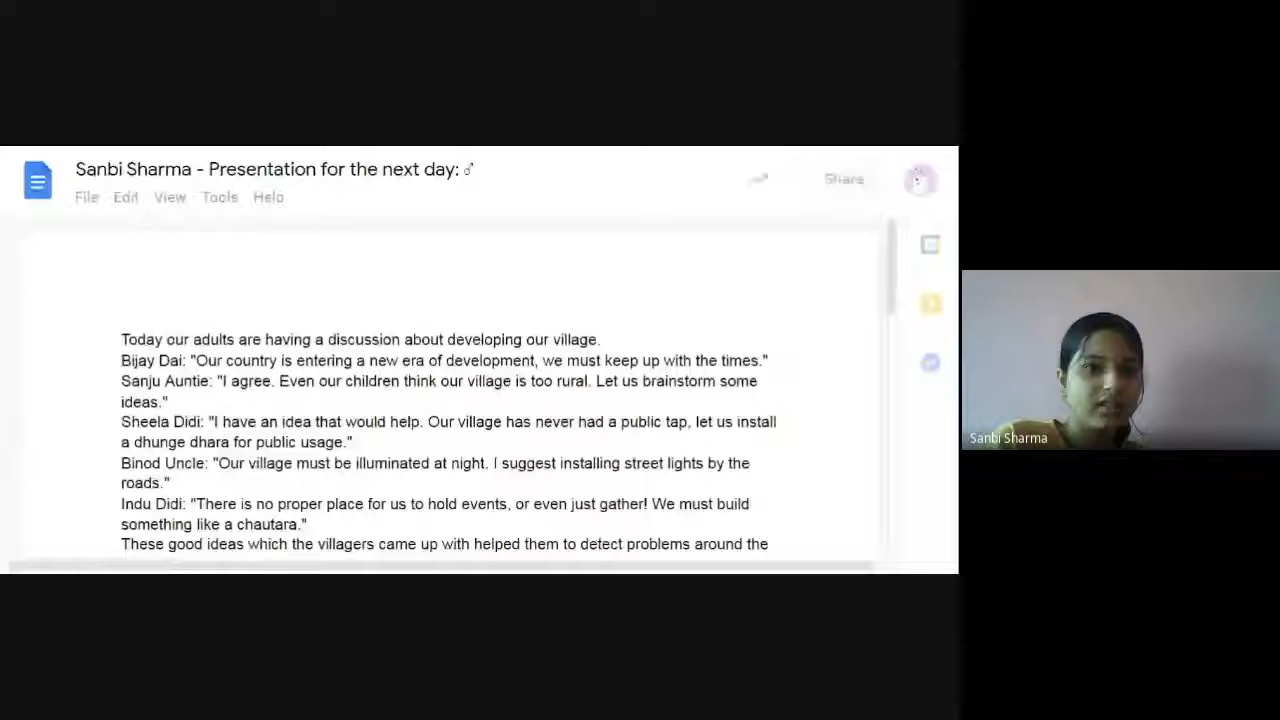 Sanbi Sharma - Presentation for the next day: ♂
File Edit View Tools Help
Share
Today our adults are having a discussion about developing our village.
Bijay Dai: "Our country is entering a new era of development, we must keep up with the times."
Sanju Auntie: "I agree. Even our children think our village is too rural. Let us brainstorm some
ideas."
Sheela Didi: "I have an idea that would help. Our village has never had a public tap, let us install
a dhunge dhara for public usage."
Binod Uncle: "Our village must be illuminated at night. I suggest installing street lights by the
roads."
Indu Didi: "There is no proper place for us to hold events, or even just gather! We must build
something like a chautara."
These good ideas which the villagers came up with helped them to detect problems around the
Sanbi Sharma